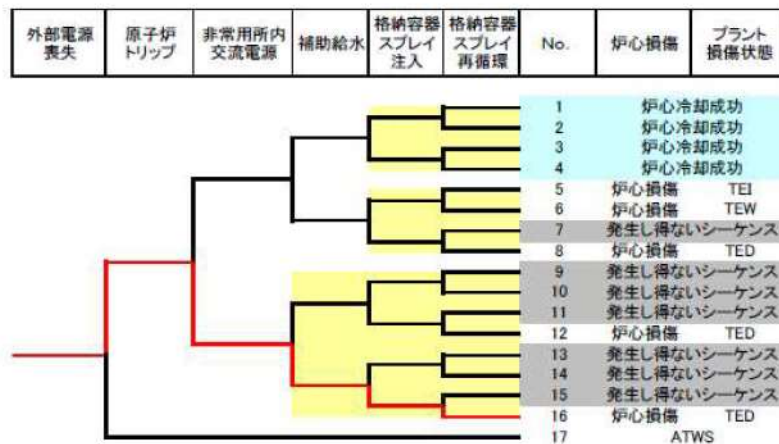 外部電源
喪失
原子炉
トリップ
非常用所内
交流電源
補助給水
格納容器
スプレイ
注入
格納容器
スプレイ
再循環
No.
炉心損傷
プラント
損傷状態
1 炉心冷却成功
2 炉心冷却成功
3 炉心冷却成功
4 炉心冷却成功
5 炉心損傷 TEI
6 炉心損傷 TEW
7 発生し得ないシーケンス
8 炉心損傷 TED
9 発生し得ないシーケンス
10 発生し得ないシーケンス
11 発生し得ないシーケンス
12 炉心損傷 TED
13 発生し得ないシーケンス
14 発生し得ないシーケンス
15 発生し得ないシーケンス
16 炉心損傷 TED
17 ATWS